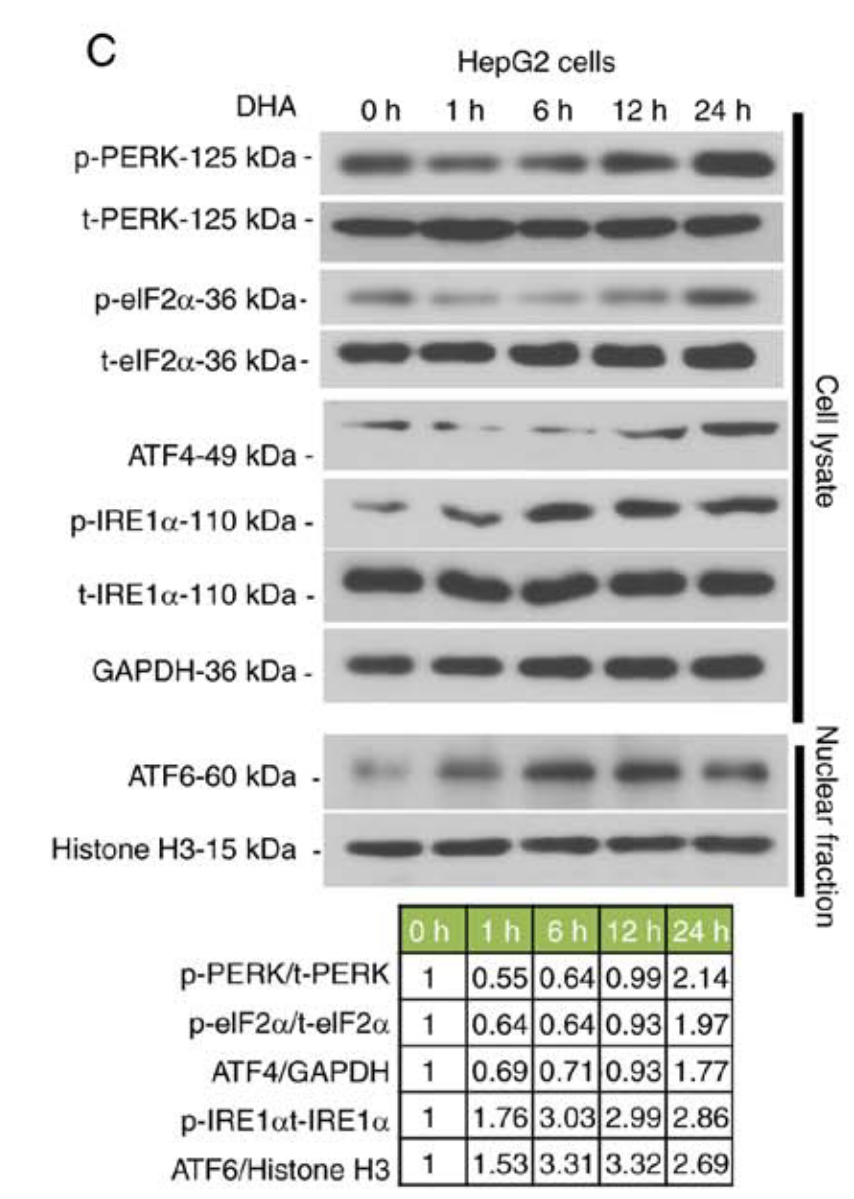 C
HepG2 cells
DHA 0 h 1 h 6 h 12 h 24 h
p-PERK-125 kDa -
t-PERK-125 kDa -
p-eIF2α-36 kDa-
t-eIF2α-36 kDa-
ATF4-49 kDa -
p-IRE1α-110 kDa -
t-IRE1α-110 kDa -
GAPDH-36 kDa -
Cell lysate
ATF6-60 kDa -
Histone H3-15 kDa -
Nuclear fraction
0 h 1 h 6 h 12 h 24 h
p-PERK/t-PERK 1 0.55 0.64 0.99 2.14
p-eIF2α/t-eIF2α 1 0.64 0.64 0.93 1.97
ATF4/GAPDH 1 0.69 0.71 0.93 1.77
p-IRE1αt-IRE1α 1 1.76 3.03 2.99 2.86
ATF6/Histone H3 1 1.53 3.31 3.32 2.69